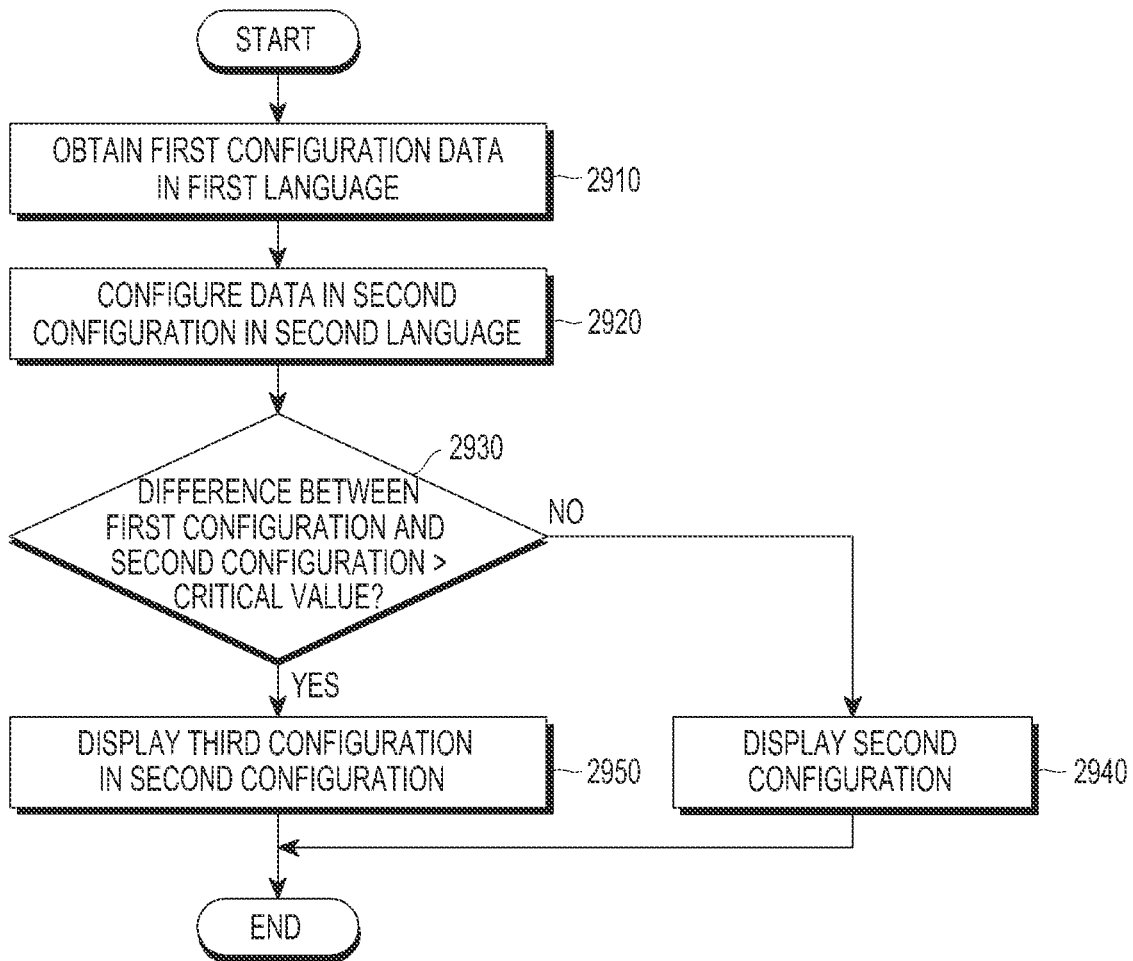 START
OBTAIN FIRST CONFIGURATION DATA
IN FIRST LANGUAGE
2910
CONFIGURE DATA IN SECOND
CONFIGURATION IN SECOND LANGUAGE
2920
2930
DIFFERENCE BETWEEN
FIRST CONFIGURATION AND
SECOND CONFIGURATION >
CRITICAL VALUE?
NO
YES
DISPLAY THIRD CONFIGURATION
IN SECOND CONFIGURATION
2950
DISPLAY SECOND
CONFIGURATION
2940
END